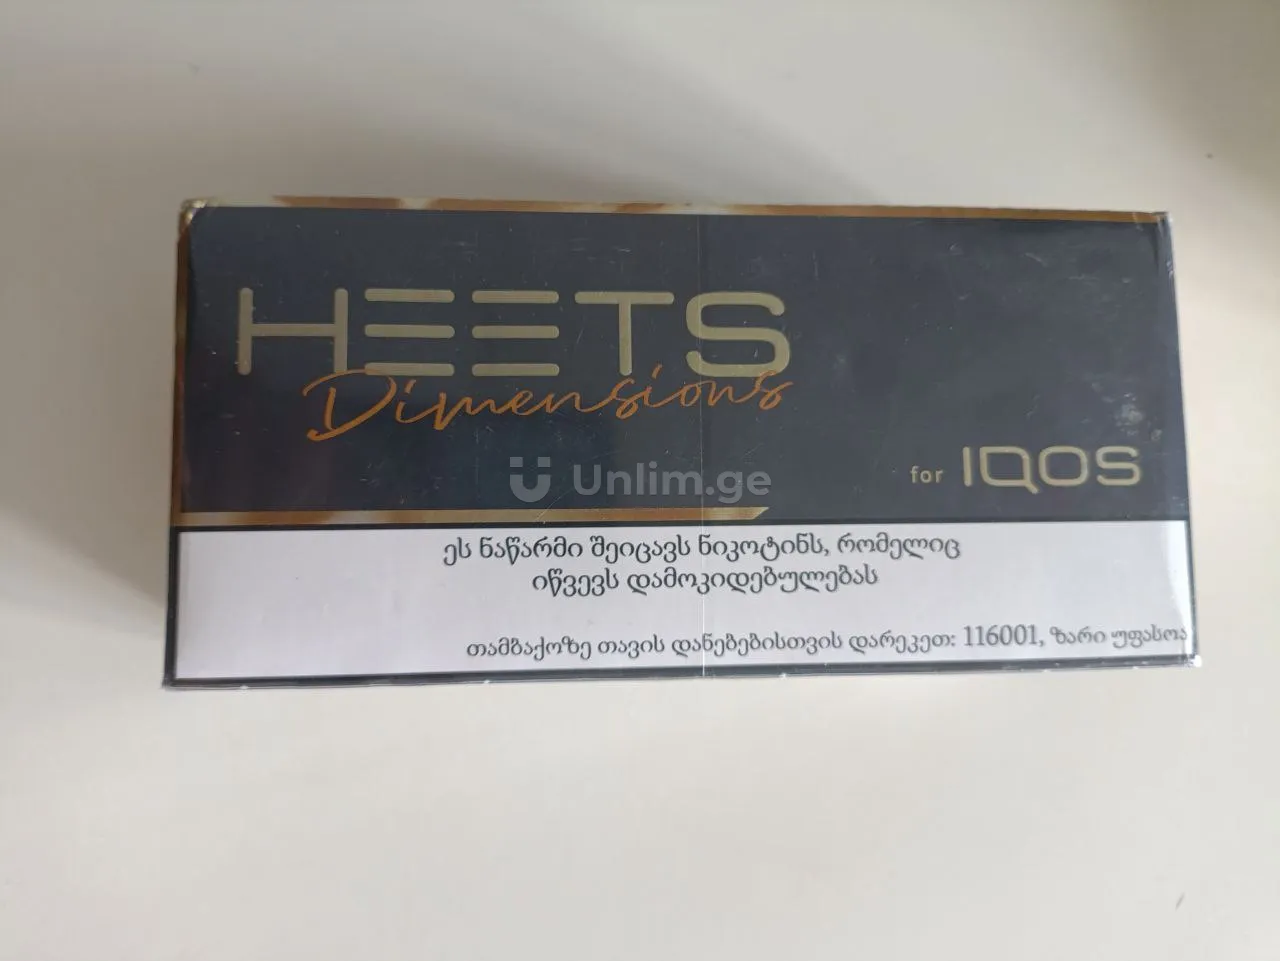 HEETS
Dimensions
for IQOS
Unlim.ge
ეს ნაწარმი შეიცავს ნიკოტინს, რომელიც
იწვევს დამოკიდებულებას
თამბაქოზე თავის დანებებისთვის დარეკეთ: 116001, ზარი უფასოა